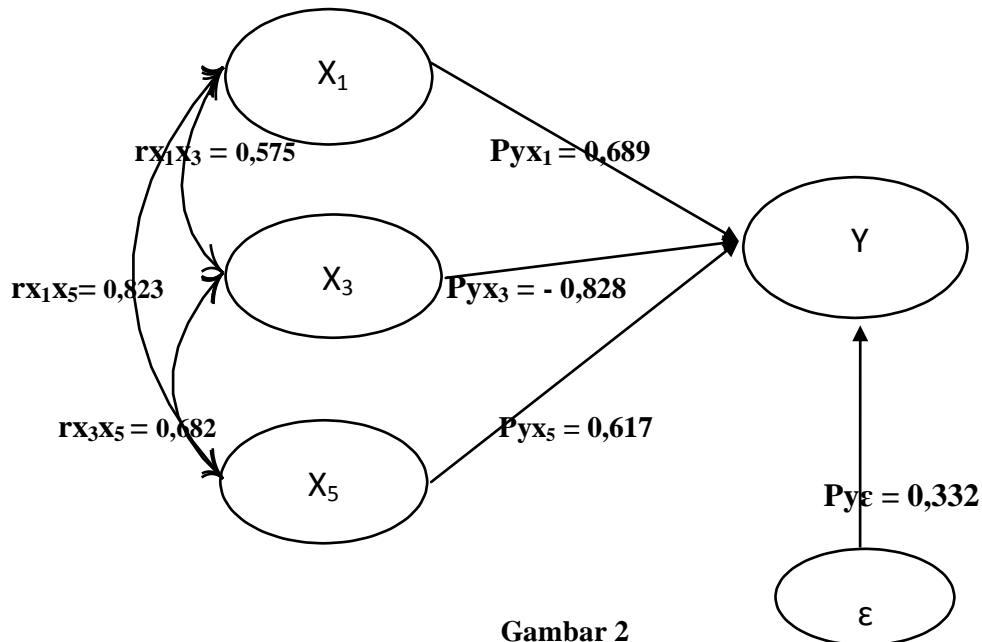 X₁
rx₁x₃ = 0,575
Pyx₁ = 0,689
Y
X₃
rx₁x₅= 0,823
Pyx₃ = - 0,828
rx₃x₅ = 0,682
Pyx₅ = 0,617
X₅
Pyε = 0,332
ε
Gambar 2